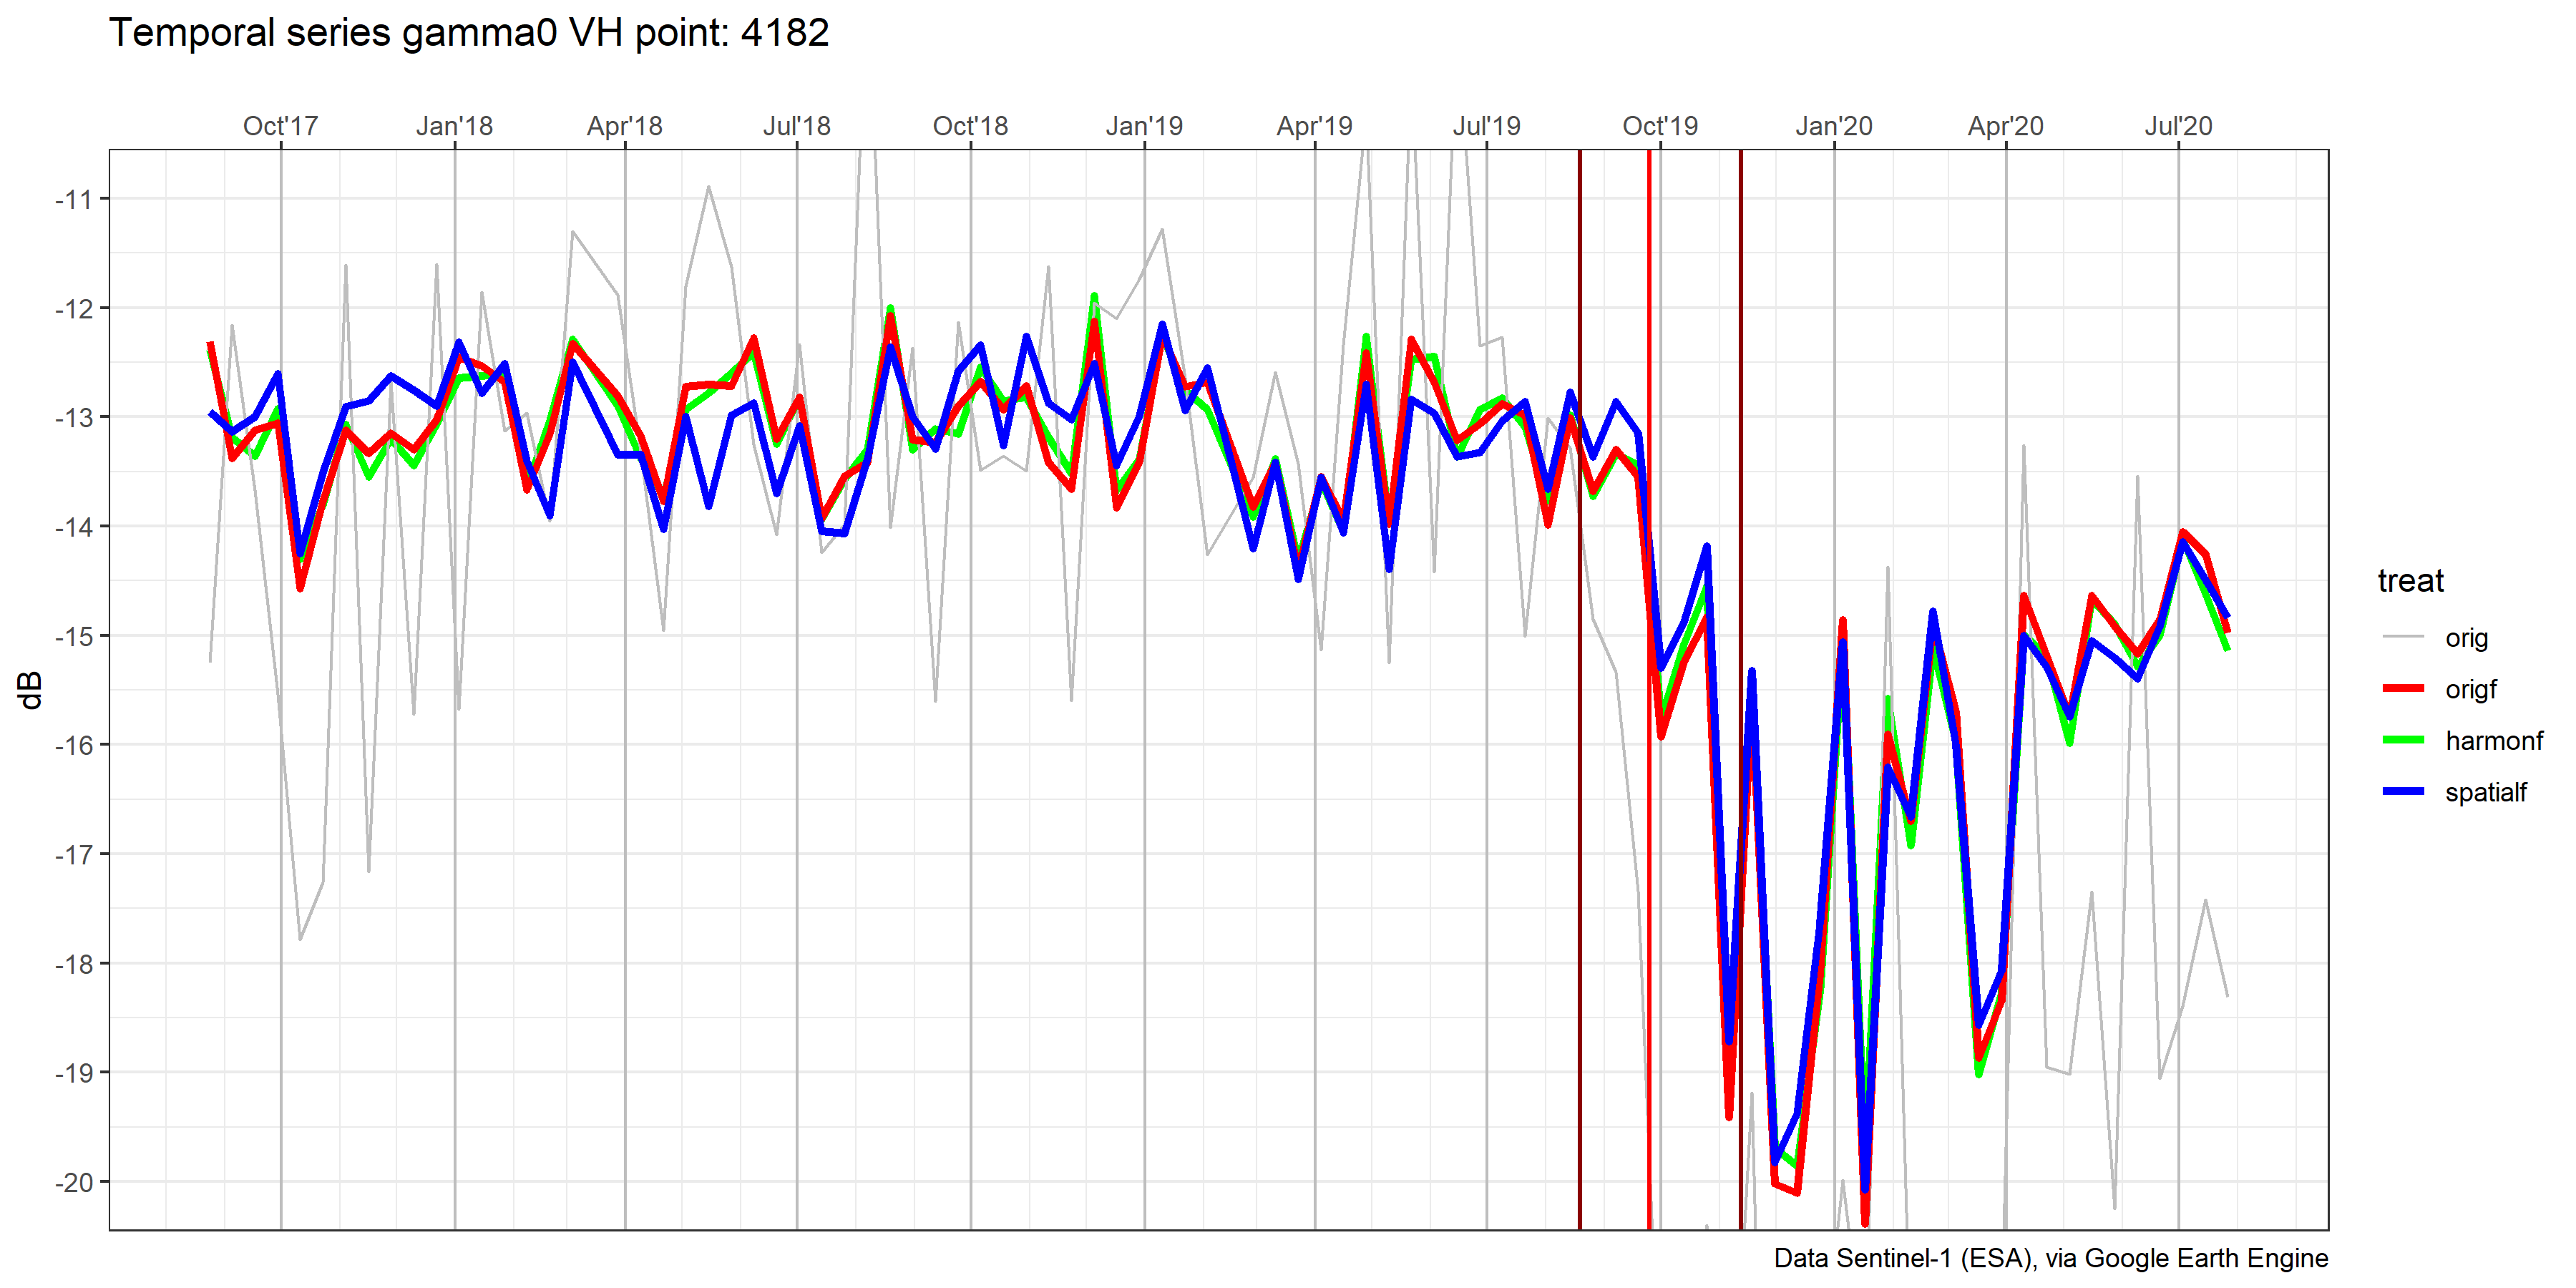 Temporal series gamma0 VH point: 4182
Oct'17 Jan'18 Apr'18 Jul'18 Oct'18 Jan'19 Apr'19 Jul'19 Oct'19 Jan'20 Apr'20 Jul'20
-11
-12
-13
-14
-15
-16
-17
-18
-19
-20
dB
treat
orig
origf
harmonf
spatialf
Data Sentinel-1 (ESA), via Google Earth Engine